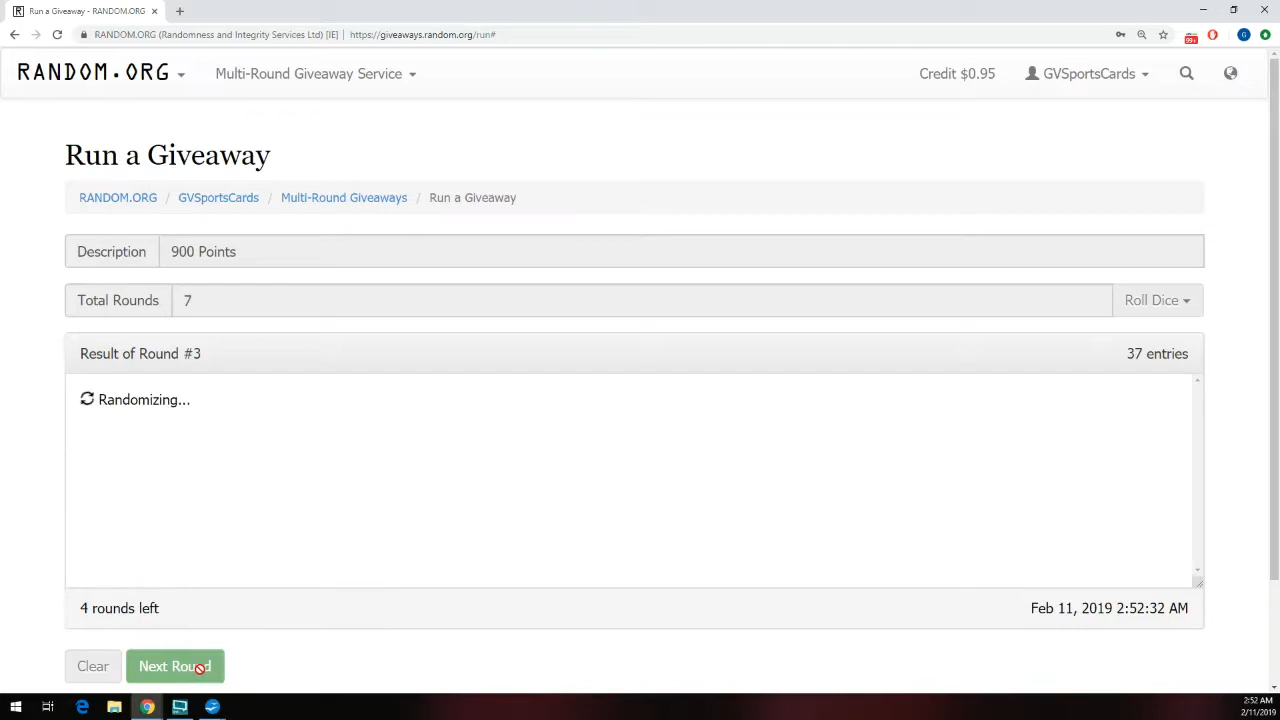 Run a Giveaway - RANDOM.ORG
RANDOM.ORG (Randomness and Integrity Services Ltd) [IE] | https://giveaways.random.org/run#
99+
G
RANDOM.ORG
Multi-Round Giveaway Service
Credit $0.95
GVSportsCards
Run a Giveaway
RANDOM.ORG / GVSportsCards / Multi-Round Giveaways / Run a Giveaway
Description 900 Points
Total Rounds 7 Roll Dice
Result of Round #3 37 entries
Randomizing...
4 rounds left Feb 11, 2019 2:52:32 AM
Clear Next Round
2:52 AM
2/11/2019